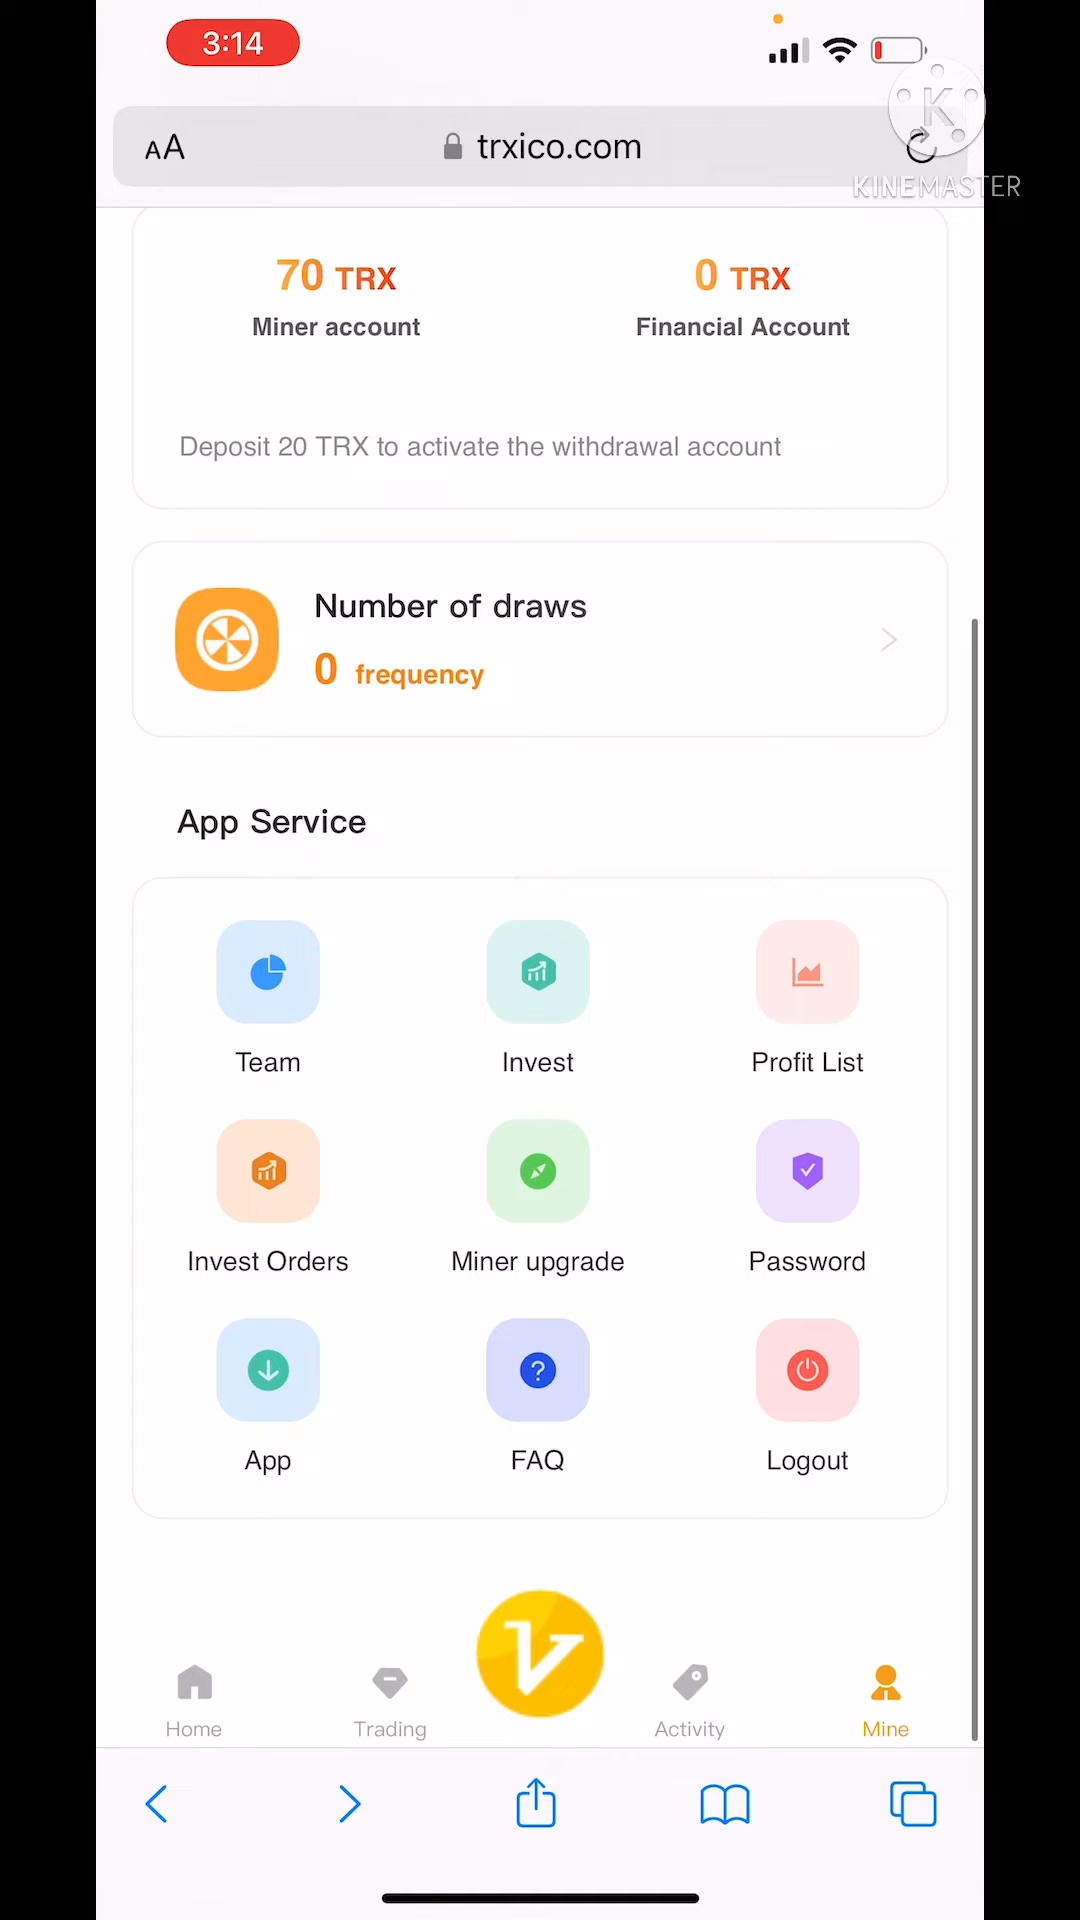 3:14
AA
trxico.com
KINEMASTER
70 TRX
0 TRX
Miner account
Financial Account
Deposit 20 TRX to activate the withdrawal account
Number of draws
0 frequency
App Service
Team
Invest
Profit List
Invest Orders
Miner upgrade
Password
App
FAQ
Logout
Home
Trading
Activity
Mine